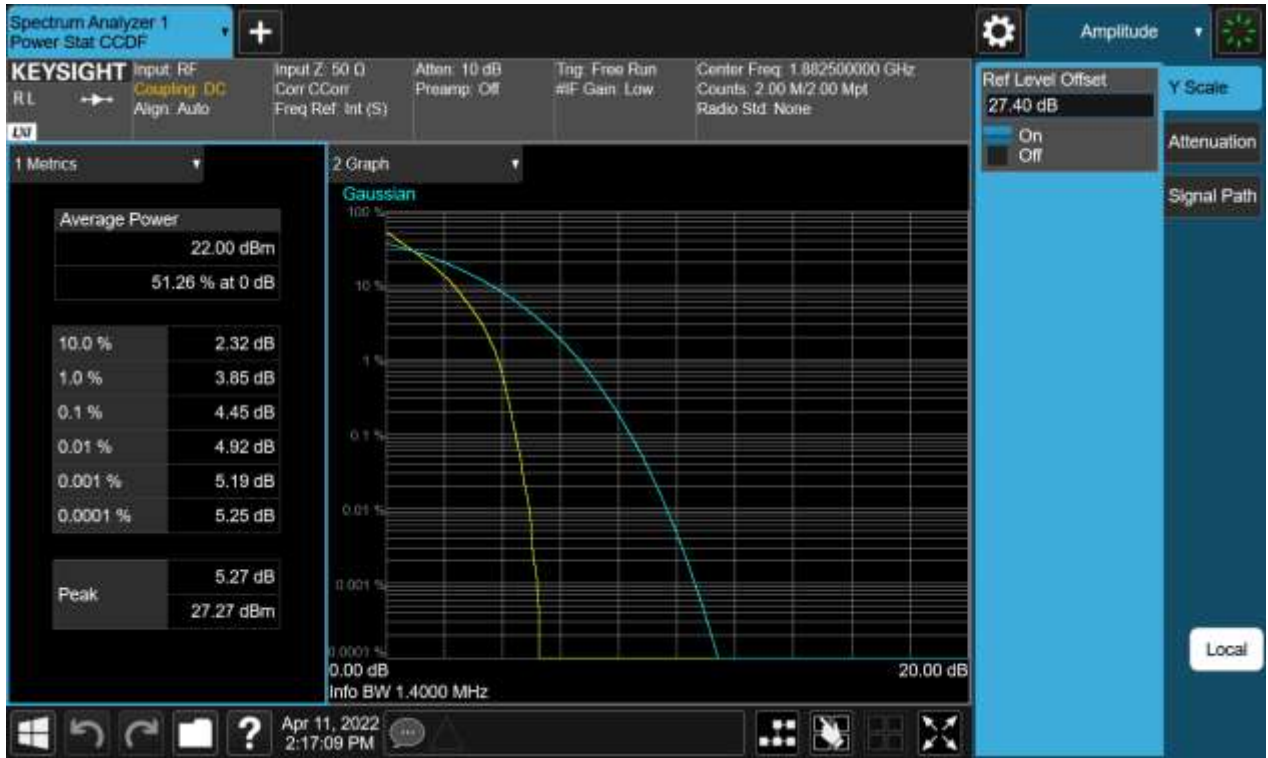 Spectrum Analyzer 1
Power Stat CCDF
+
Amplitude
KEYSIGHT
RL
LXI
Input: RF
Coupling: DC
Align: Auto
Input Z: 50 Ω
Corr CCorr
Freq Ref: Int (S)
Atten: 10 dB
Preamp: Off
Trig: Free Run
#IF Gain: Low
Center Freq: 1.882500000 GHz
Counts: 2.00 M/2.00 Mpt
Radio Std: None
Ref Level Offset
27.40 dB
On
Off
Y Scale
Attenuation
Signal Path
Local
1 Metrics
Average Power
22.00 dBm
51.26 % at 0 dB
10.0 % 2.32 dB
1.0 % 3.85 dB
0.1 % 4.45 dB
0.01 % 4.92 dB
0.001 % 5.19 dB
0.0001 % 5.25 dB
Peak 5.27 dB
27.27 dBm
2 Graph
Gaussian
100 %
10 %
1 %
0.1 %
0.01 %
0.001 %
0.0001 %
0.00 dB 20.00 dB
Info BW 1.4000 MHz
?
Apr 11, 2022
2:17:09 PM